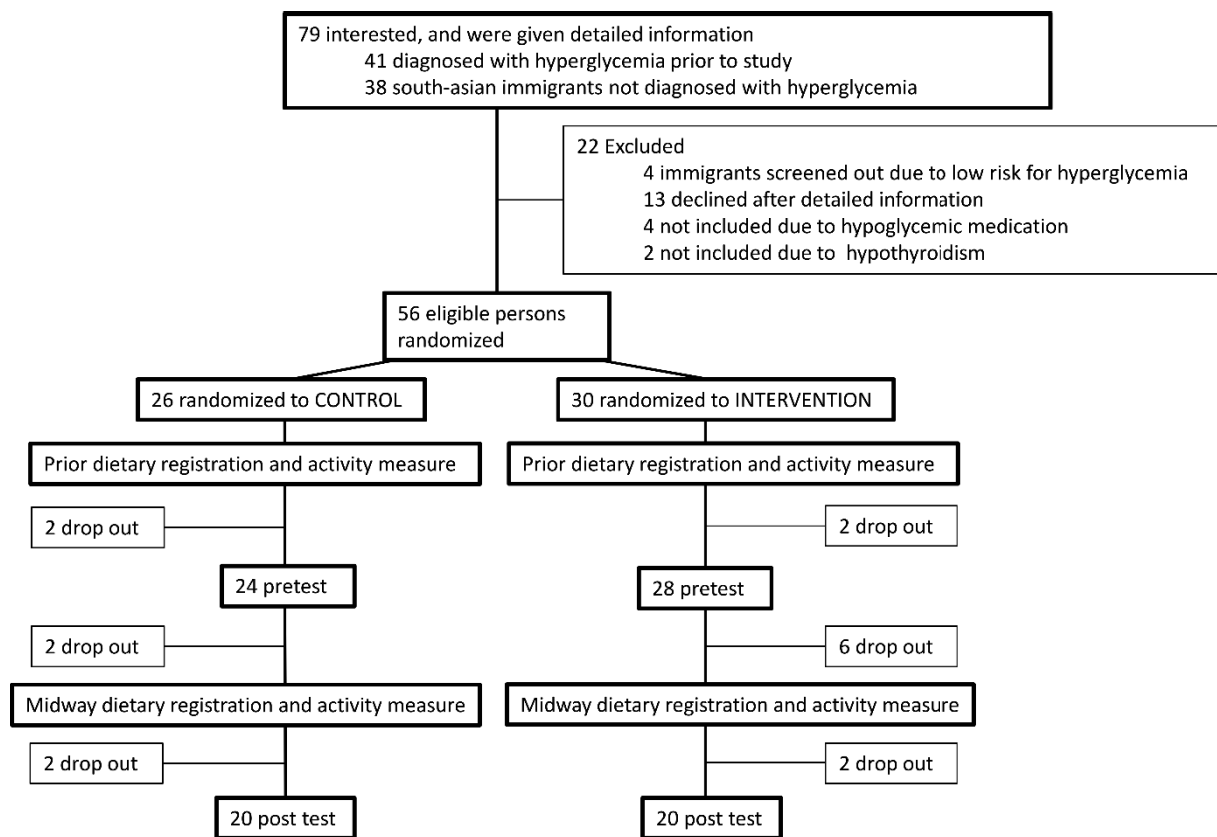 79 interested, and were given detailed information
41 diagnosed with hyperglycemia prior to study
38 south-asian immigrants not diagnosed with hyperglycemia
22 Excluded
4 immigrants screened out due to low risk for hyperglycemia
13 declined after detailed information
4 not included due to hypoglycemic medication
2 not included due to hypothyroidism
56 eligible persons
randomized
26 randomized to CONTROL
30 randomized to INTERVENTION
Prior dietary registration and activity measure
Prior dietary registration and activity measure
2 drop out
2 drop out
24 pretest
28 pretest
2 drop out
6 drop out
Midway dietary registration and activity measure
Midway dietary registration and activity measure
2 drop out
2 drop out
20 post test
20 post test